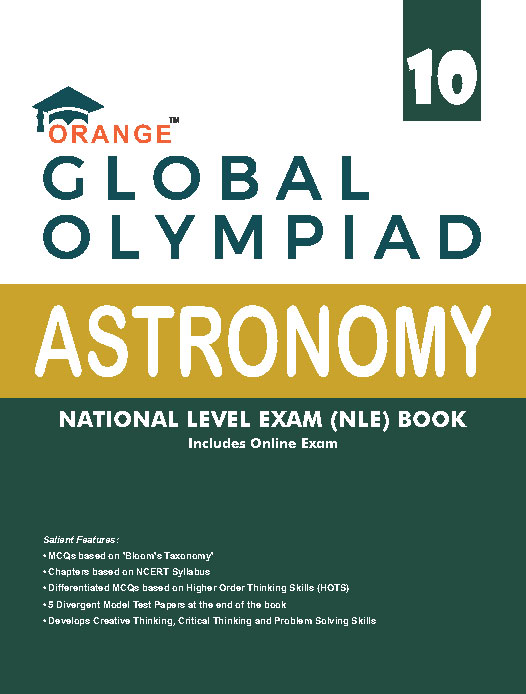 10
ORANGE™
GLOBAL
OLYMPIAD
ASTRONOMY
NATIONAL LEVEL EXAM (NLE) BOOK
Includes Online Exam
Salient Features:
• MCQs based on 'Bloom's Taxonomy'
• Chapters based on NCERT Syllabus
• Differentiated MCQs based on Higher Order Thinking Skills (HOTS)
• 5 Divergent Model Test Papers at the end of the book
• Develops Creative Thinking, Critical Thinking and Problem Solving Skills